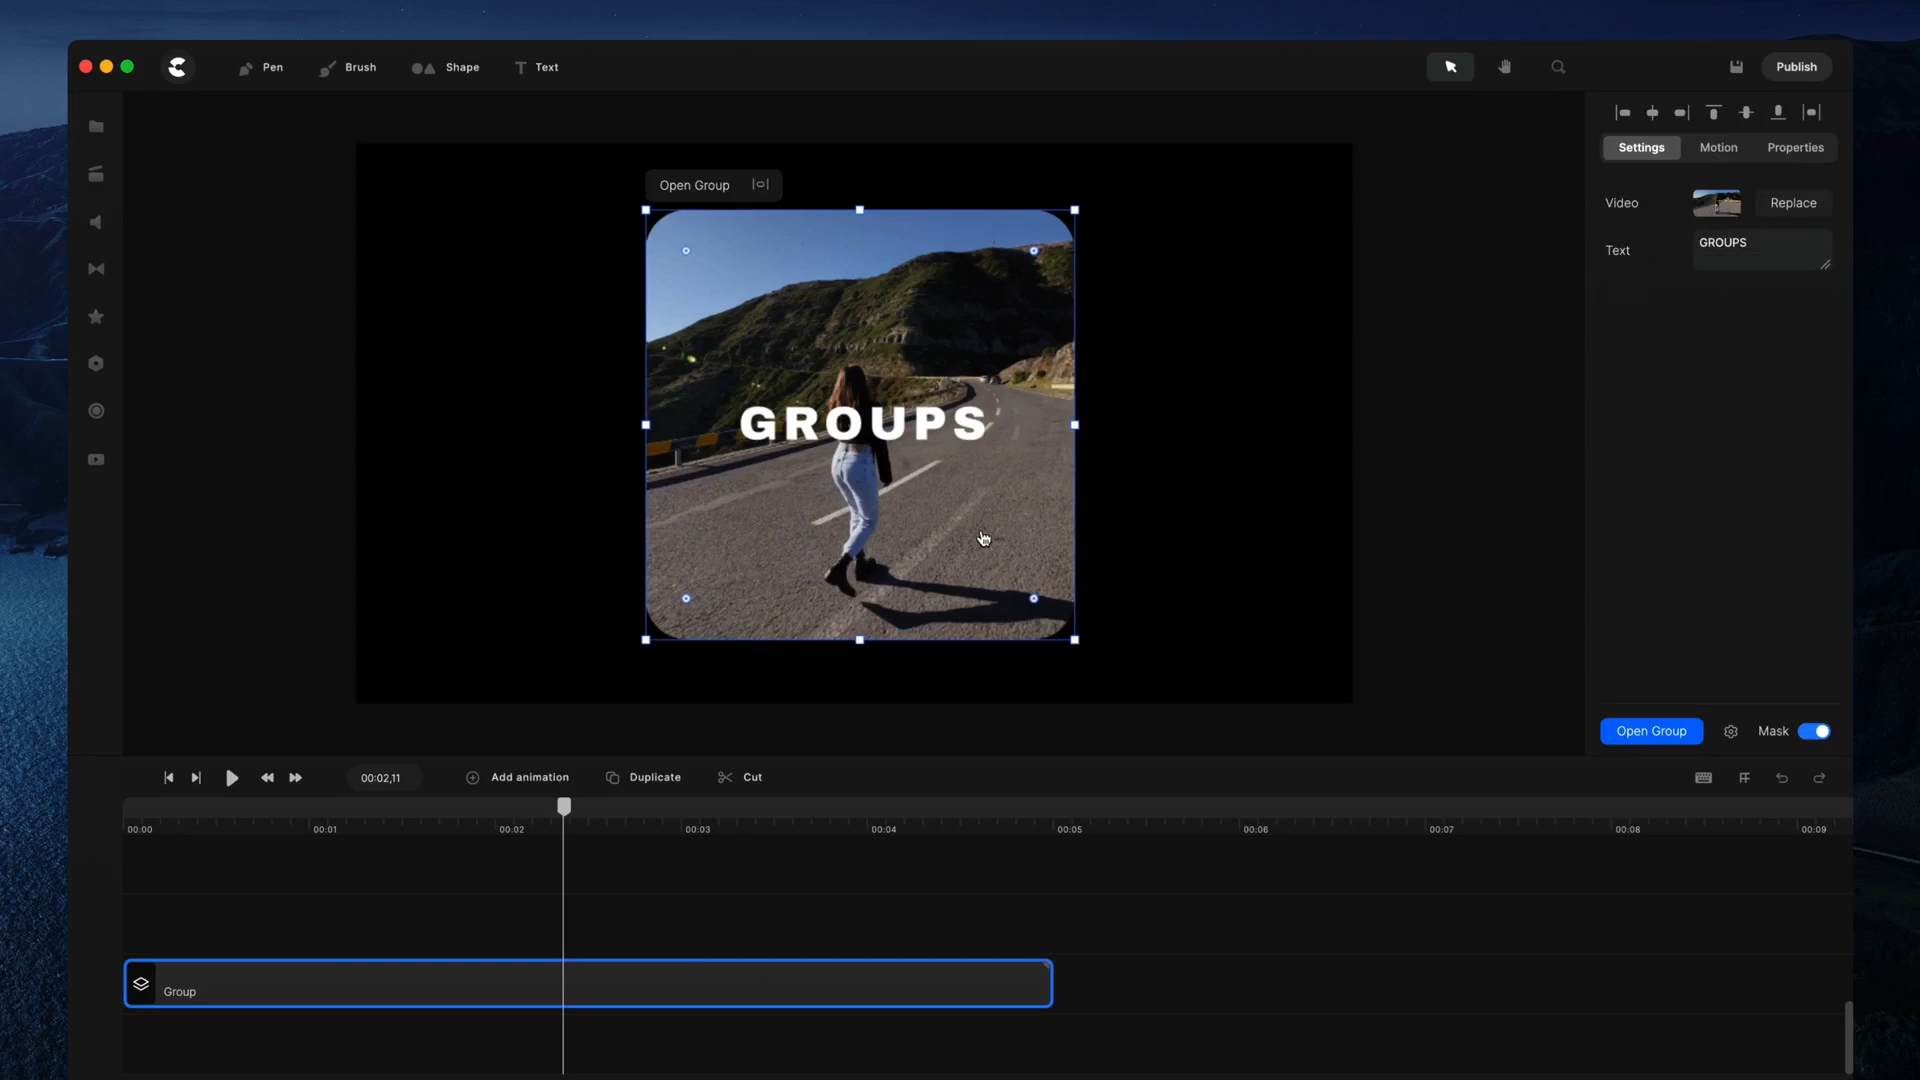 Pen Brush Shape Text Publish
Settings Motion Properties
Open Group
Video Replace
Text GROUPS
GROUPS
Open Group Mask
00:02,11 Add animation Duplicate Cut
00:00 00:01 00:02 00:03 00:04 00:05 00:06 00:07 00:08 00:09
Group